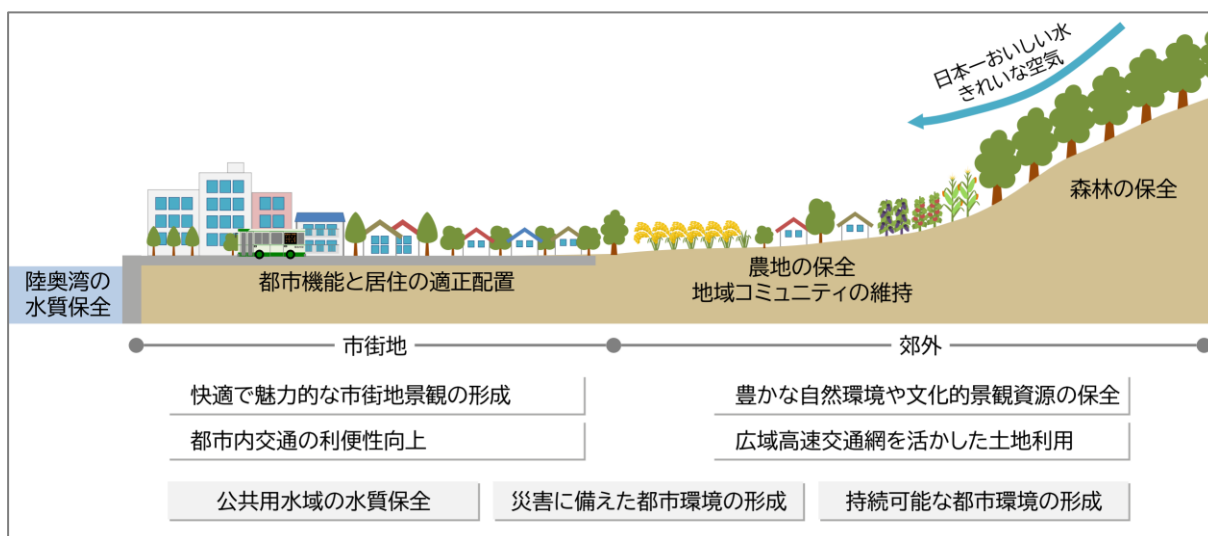 日本一おいしい水
きれいな空気
森林の保全
陸奥湾の
水質保全
都市機能と居住の適正配置
農地の保全
地域コミュニティの維持
市街地
郊外
快適で魅力的な市街地景観の形成
豊かな自然環境や文化的景観資源の保全
都市内交通の利便性向上
広域高速交通網を活かした土地利用
公共用水域の水質保全
災害に備えた都市環境の形成
持続可能な都市環境の形成